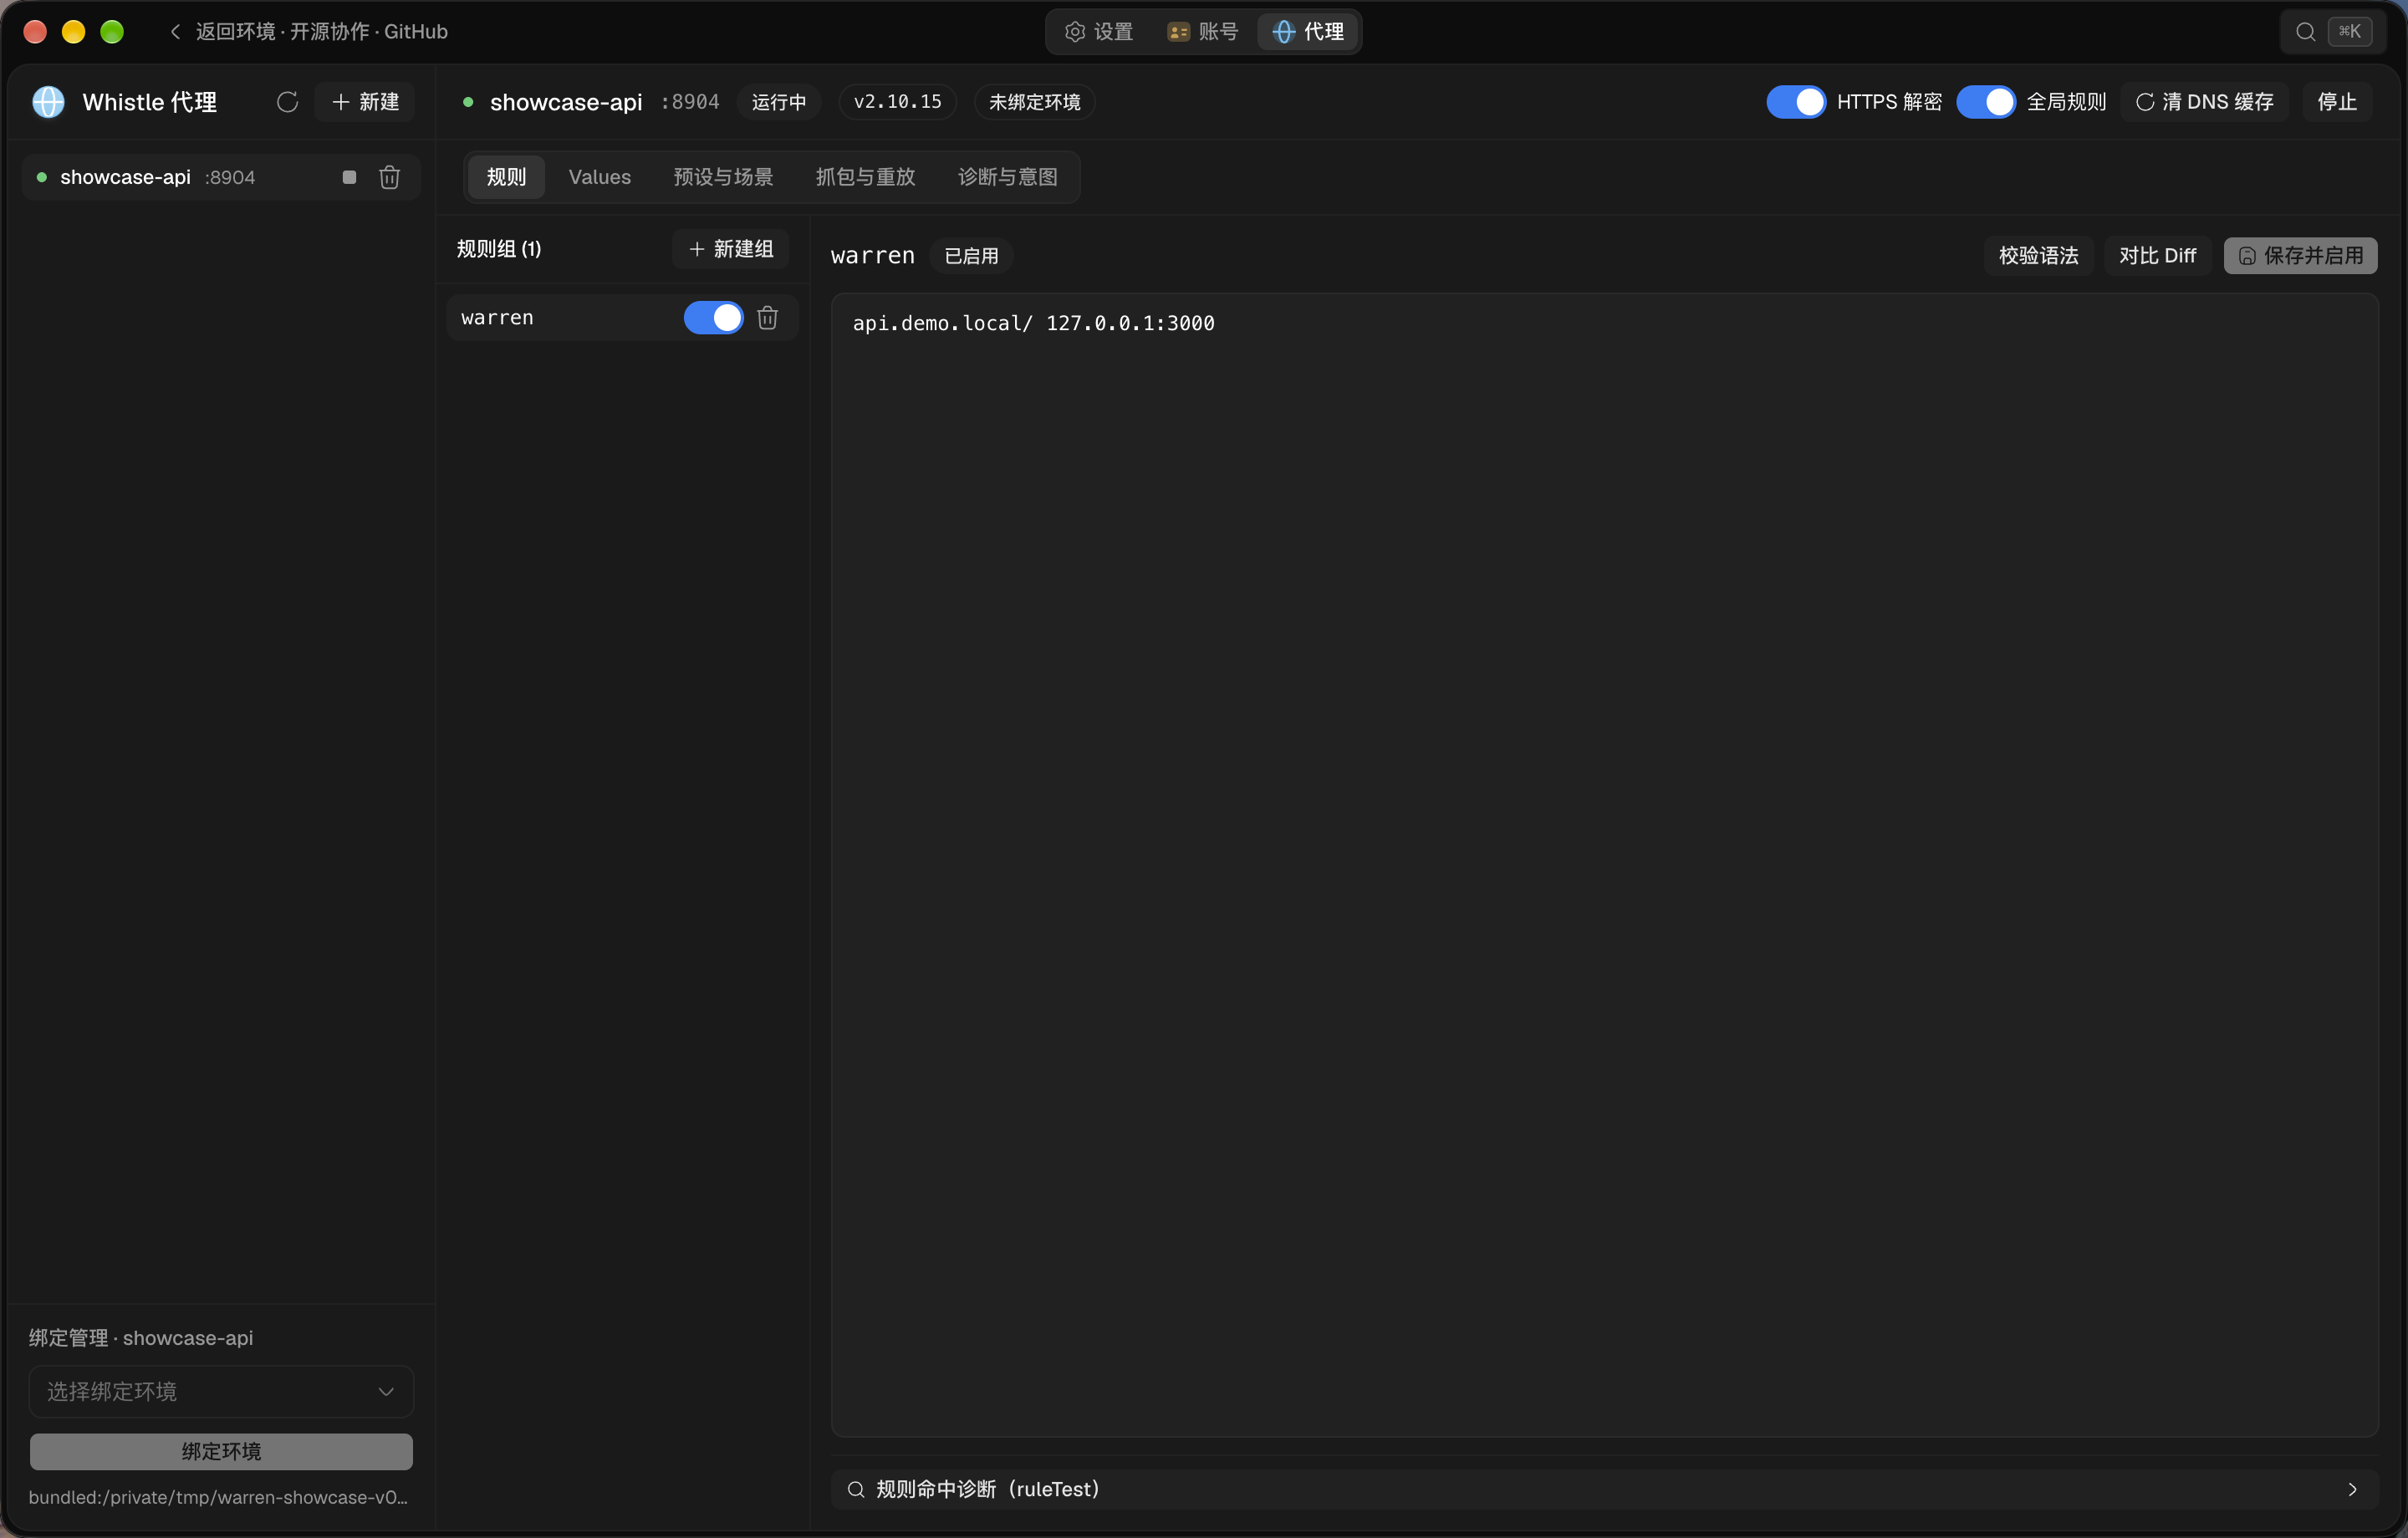 返回环境 · 开源协作 · GitHub
设置
账号
代理
⌘K
Whistle 代理
新建
showcase-api :8904 运行中 v2.10.15 未绑定环境
HTTPS 解密
全局规则
清 DNS 缓存
停止
showcase-api :8904
规则
Values
预设与场景
抓包与重放
诊断与意图
规则组 (1)
新建组
warren
warren 已启用
校验语法
对比 Diff
保存并启用
api.demo.local/ 127.0.0.1:3000
绑定管理 · showcase-api
选择绑定环境
绑定环境
bundled:/private/tmp/warren-showcase-v0…
规则命中诊断（ruleTest）